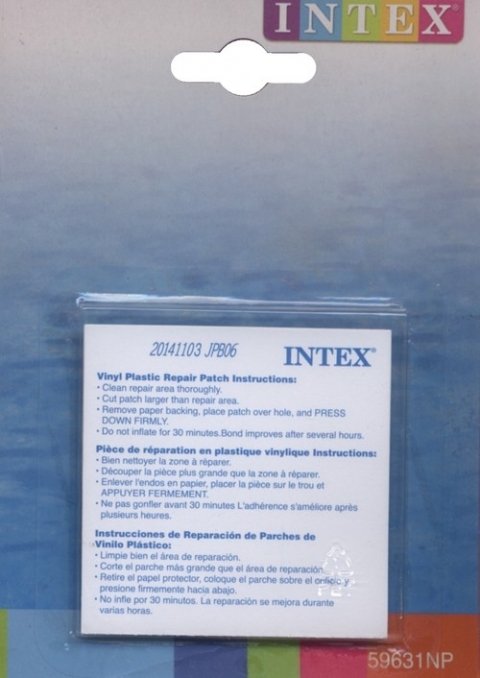 INTEX
20141103 JPB06
INTEX®
Vinyl Plastic Repair Patch Instructions:
• Clean repair area thoroughly.
• Cut patch larger than repair area.
• Remove paper backing, place patch over hole, and PRESS
DOWN FIRMLY.
• Do not inflate for 30 minutes.Bond improves after several hours.
Pièce de réparation en plastique vinylique Instructions:
• Bien nettoyer la zone à réparer.
• Découper la pièce plus grande que la zone à réparer.
• Enlever l'endos en papier, placer la pièce sur le trou et
APPUYER FERMEMENT.
• Ne pas gonfier avant 30 minutes L'adhérence s'améliore après
plusieurs heures.
Instrucciones de Reparación de Parches de
Vinilo Plástico:
• Limpie bien el área de reparación.
• Corte el parche más grande que el área de reparación.
• Retire el papel protector, coloque el parche sobre el orificio y
presione firmemente hacia abajo.
• No infle por 30 minutos. La reparación se mejora durante
varias horas.
59631NP